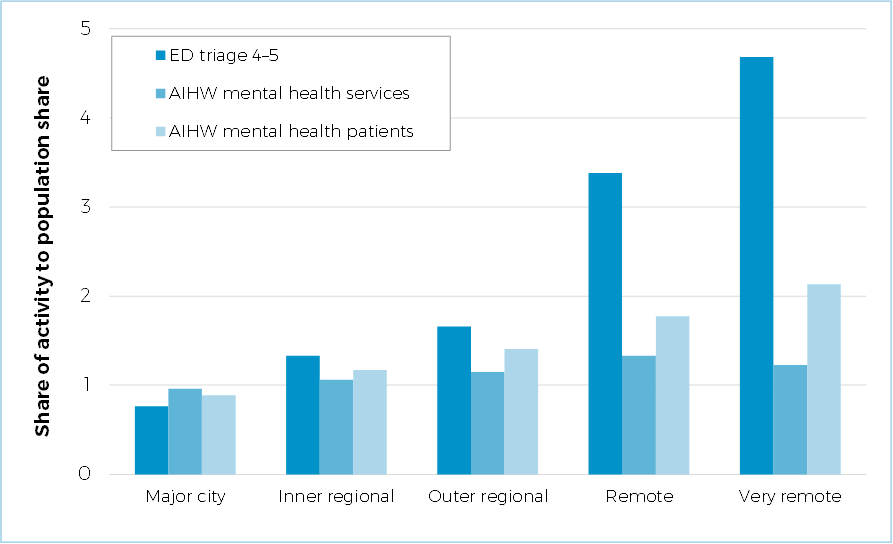 Share of activity to population share
5
4
3
2
1
0
ED triage 4–5
AIHW mental health services
AIHW mental health patients
Major city
Inner regional
Outer regional
Remote
Very remote